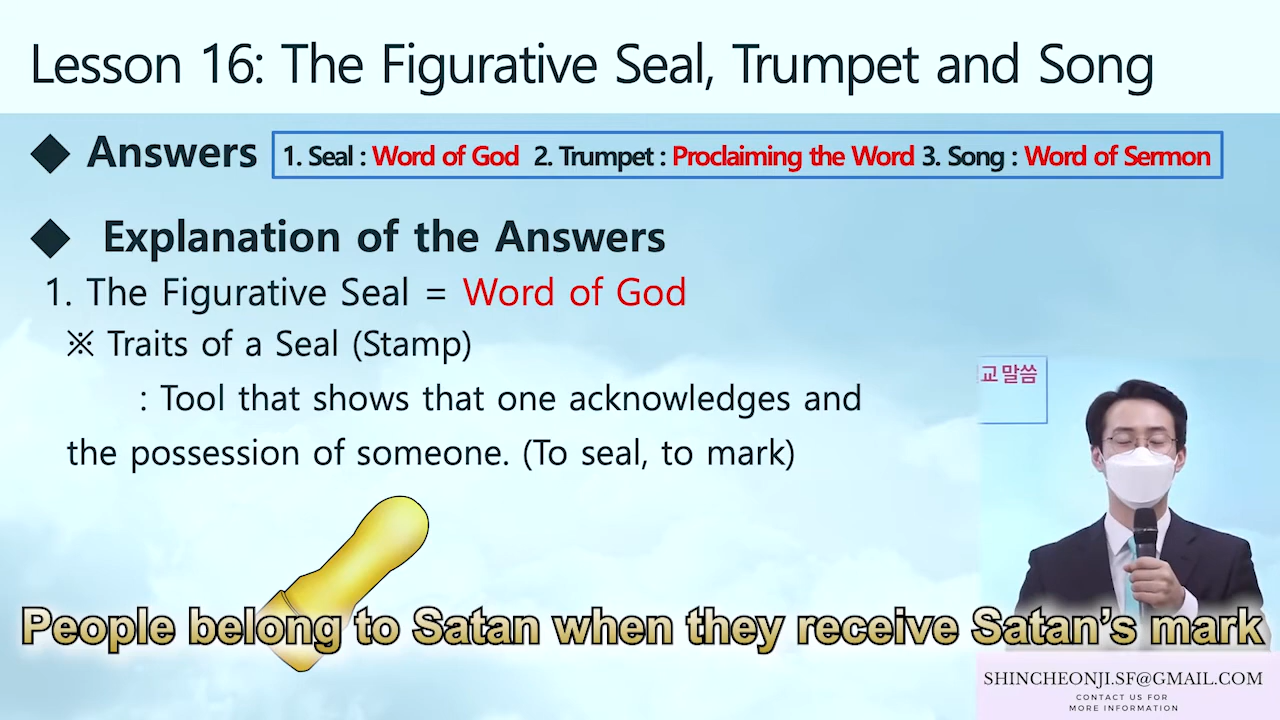 Lesson 16: The Figurative Seal, Trumpet and Song
◆ Answers 1. Seal : Word of God 2. Trumpet : Proclaiming the Word 3. Song : Word of Sermon
◆ Explanation of the Answers
1. The Figurative Seal = Word of God
※ Traits of a Seal (Stamp)
: Tool that shows that one acknowledges and
the possession of someone. (To seal, to mark)
교 말씀
People belong to Satan when they receive Satan's mark
SHINCHEONJI.SF@GMAIL.COM
CONTACT US FOR
MORE INFORMATION